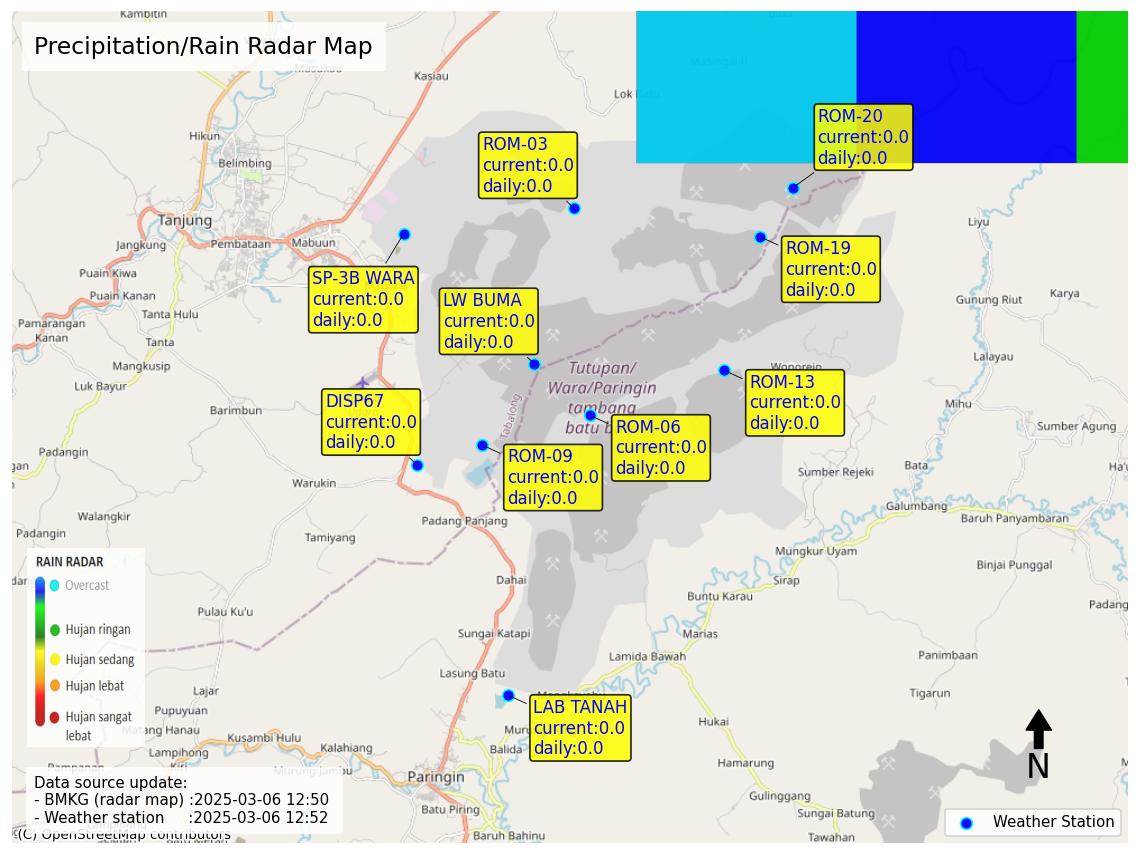 Kambitin
Precipitation/Rain Radar Map
Masukau
Kasiau
Masingai II
Lok Batu
Hikun
Belimbing
ROM-03
current:0.0
daily:0.0
ROM-20
current:0.0
daily:0.0
Tanjung
Jangkung
Pembataan
Mabuun
Liyu
ROM-19
current:0.0
daily:0.0
Puain Kiwa
Puain Kanan
SP-3B WARA
current:0.0
daily:0.0
LW BUMA
current:0.0
daily:0.0
Gunung Riut
Karya
Tanta Hulu
Pamarangan
Kanan
Tanta
Mangkusip
Luk Bayur
Lalayau
Wonorejo
Tutupan/
Wara/Paringin
tambang
batu b
Tabalong
ROM-13
current:0.0
daily:0.0
DISP67
current:0.0
daily:0.0
Barimbun
Mihu
ROM-06
current:0.0
daily:0.0
Sumber Agung
Padangin
ROM-09
current:0.0
daily:0.0
gan
Bata
Ha'u
Sumber Rejeki
Warukin
Galumbang
Baruh Panyambaran
Walangkir
Padangin
Padang Panjang
Tamiyang
Mungkur Uyam
Binjai Punggal
RAIN RADAR
Overcast
Hujan ringan
Hujan sedang
Hujan lebat
Hujan sangat
lebat
Dahai
Sirap
Buntu Karau
Padang
Pulau Ku'u
Sungai Katapi
Marias
Lamida Bawah
Panimbaan
Lasung Batu
Lajar
Tigarun
Pupuyuan
LAB TANAH
current:0.0
daily:0.0
Hukai
Matang Hanau
Kusambi Hulu
Kalahiang
Balida
Lampihong
Hamarung
Murung Jambu
Paringin
N
Data source update:
- BMKG (radar map) :2025-03-06 12:50
- Weather station :2025-03-06 12:52
Gulinggang
Batu Piring
Sungai Batung
Weather Station
(C) OpenStreetMap contributors
Baruh Bahinu
Tawahan